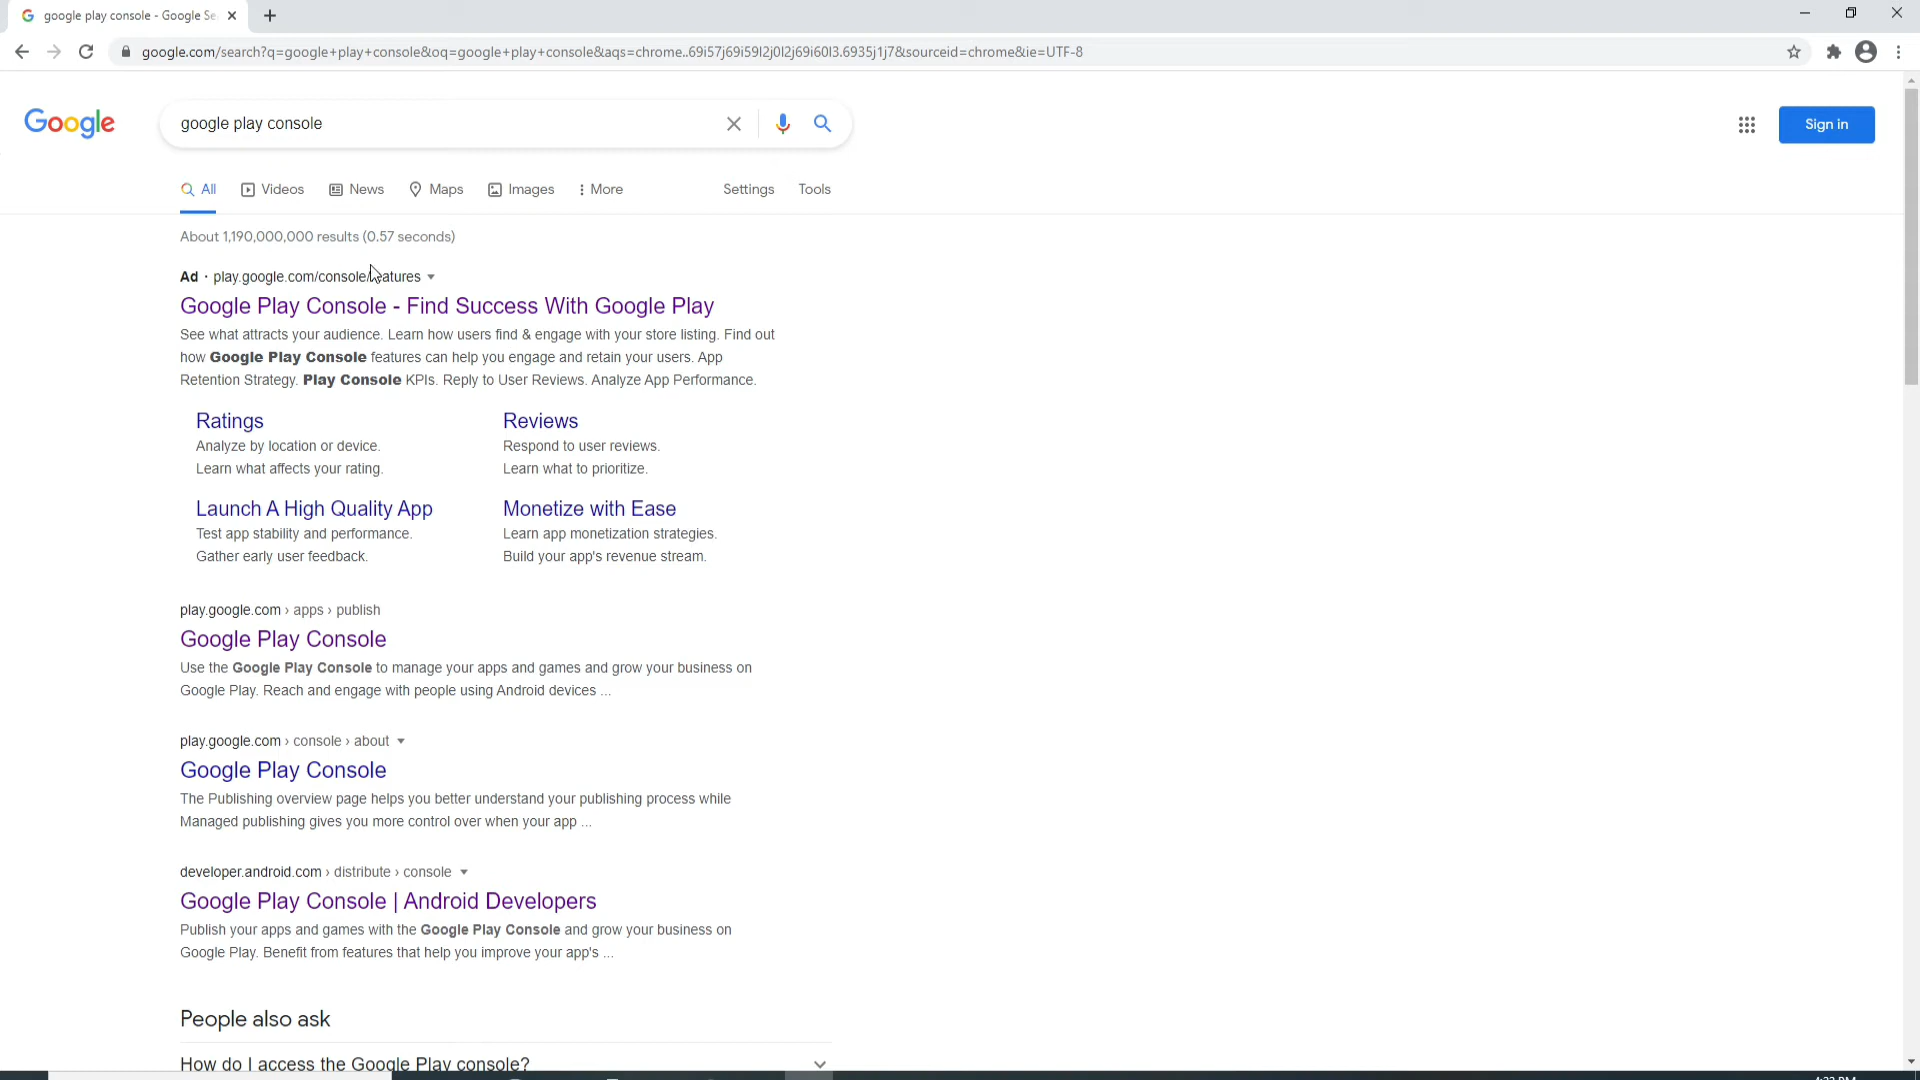 google play console - Google Se
google.com/search?q=google+play+console&oq=google+play+console&aqs=chrome..69i57j69i59l2j0l2j69i60l3.6935j1j7&sourceid=chrome&ie=UTF-8
Google
google play console
Sign in
All Videos News Maps Images More Settings Tools
About 1,190,000,000 results (0.57 seconds)
Ad · play.google.com/console/features
Google Play Console - Find Success With Google Play
See what attracts your audience. Learn how users find & engage with your store listing. Find out
how Google Play Console features can help you engage and retain your users. App
Retention Strategy. Play Console KPIs. Reply to User Reviews. Analyze App Performance.
Ratings
Analyze by location or device.
Learn what affects your rating.
Reviews
Respond to user reviews.
Learn what to prioritize.
Launch A High Quality App
Test app stability and performance.
Gather early user feedback.
Monetize with Ease
Learn app monetization strategies.
Build your app's revenue stream.
play.google.com › apps › publish
Google Play Console
Use the Google Play Console to manage your apps and games and grow your business on
Google Play. Reach and engage with people using Android devices ...
play.google.com › console › about
Google Play Console
The Publishing overview page helps you better understand your publishing process while
Managed publishing gives you more control over when your app ...
developer.android.com › distribute › console
Google Play Console | Android Developers
Publish your apps and games with the Google Play Console and grow your business on
Google Play. Benefit from features that help you improve your app's ...
People also ask
How do I access the Google Play console?